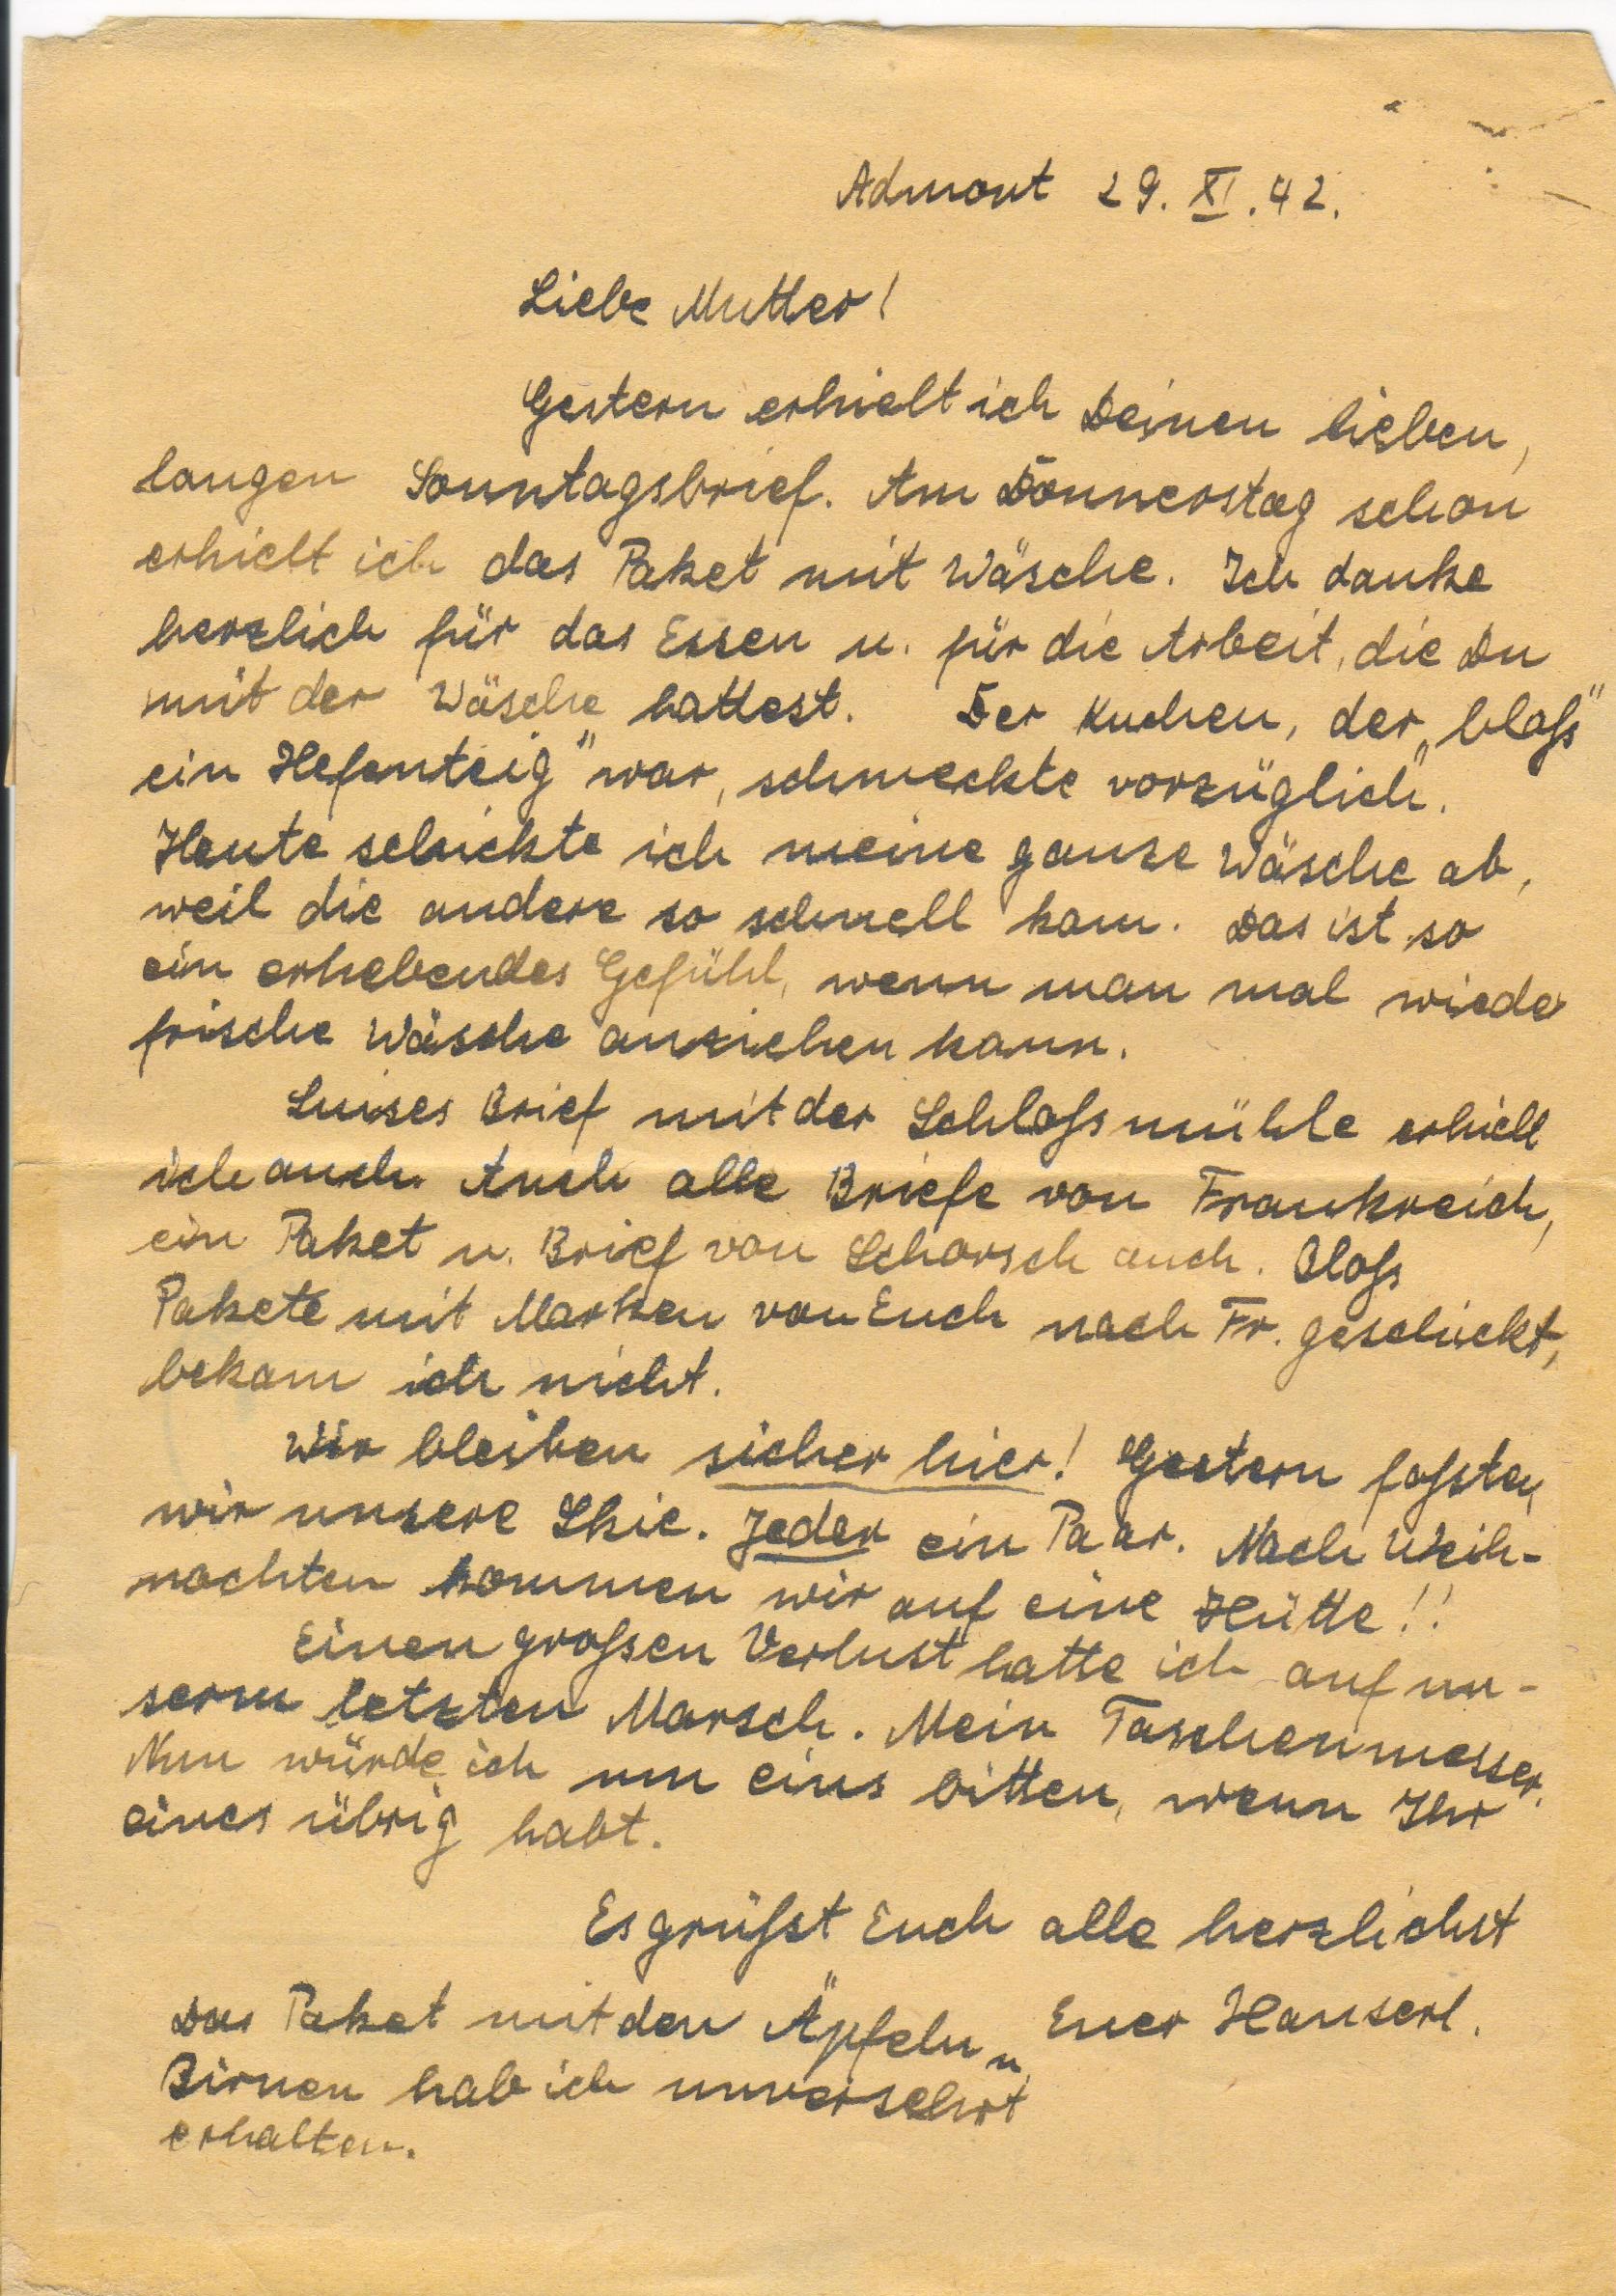 Admont 29. XI. 42.
Liebe Mutter!
Gestern erhielt ich Deinen lieben,
langen Sonntagsbrief. Am Donnerstag schon
erhielt ich das Paket mit Wäsche. Ich danke
herzlich für das Essen u. für die Arbeit, die Du
mit der Wäsche hattest. Der Kuchen, der „bloß"
ein Hefenteig" war, schmeckte vorzüglich.
Heute schickte ich meine ganze Wäsche ab,
weil die andere so schnell kam. Das ist so
ein erhebendes Gefühl, wenn man mal wieder
frische Wäsche anziehen kann.
Luises Brief mit der Schloßmühle erhielt
ich auch. Auch alle Briefe von Frankreich,
ein Paket u. Brief von Schorsch auch. Bloß
Pakete mit Marken von Euch nach Fr. geschickt,
bekam ich nicht.
Wir bleiben sicher hier! Gestern faßten
wir unsere Skie. Jeder ein Paar. Nach Weih-
nachten kommen wir auf eine Hütte!!
Einen großen Verlust hatte ich auf un-
serm letzten Marsch. Mein Taschenmesser.
Nun würde ich um eins bitten, wenn Ihr
eines übrig habt.
Es grüßt Euch alle herzlichst
Euer Hanserl.
Das Paket mit den Äpfeln u.
Birnen hab ich unversehrt
erhalten.